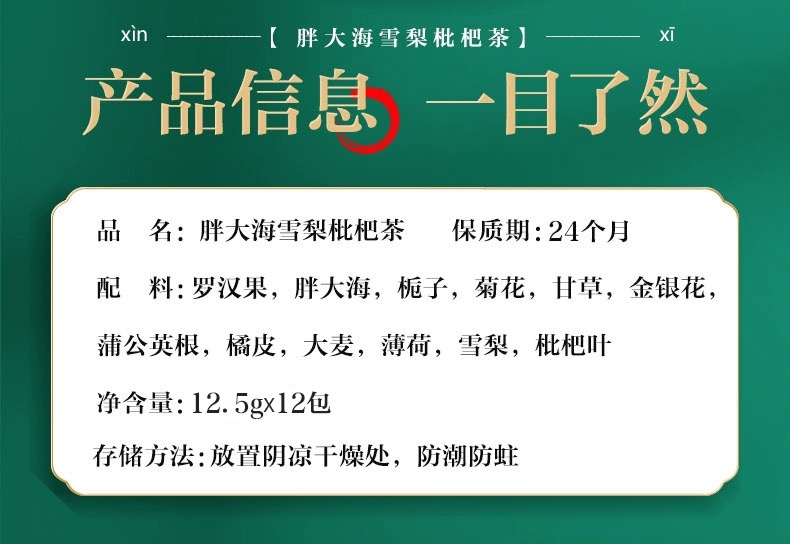 xìn 【 胖大海雪梨枇杷茶】 xī
产品信息 一目了然
品 名: 胖大海雪梨枇杷茶 保质期: 24个月
配 料: 罗汉果，胖大海，栀子，菊花，甘草，金银花，
蒲公英根，橘皮，大麦，薄荷，雪梨，枇杷叶
净含量: 12.5gx12包
存储方法: 放置阴凉干燥处，防潮防蛀